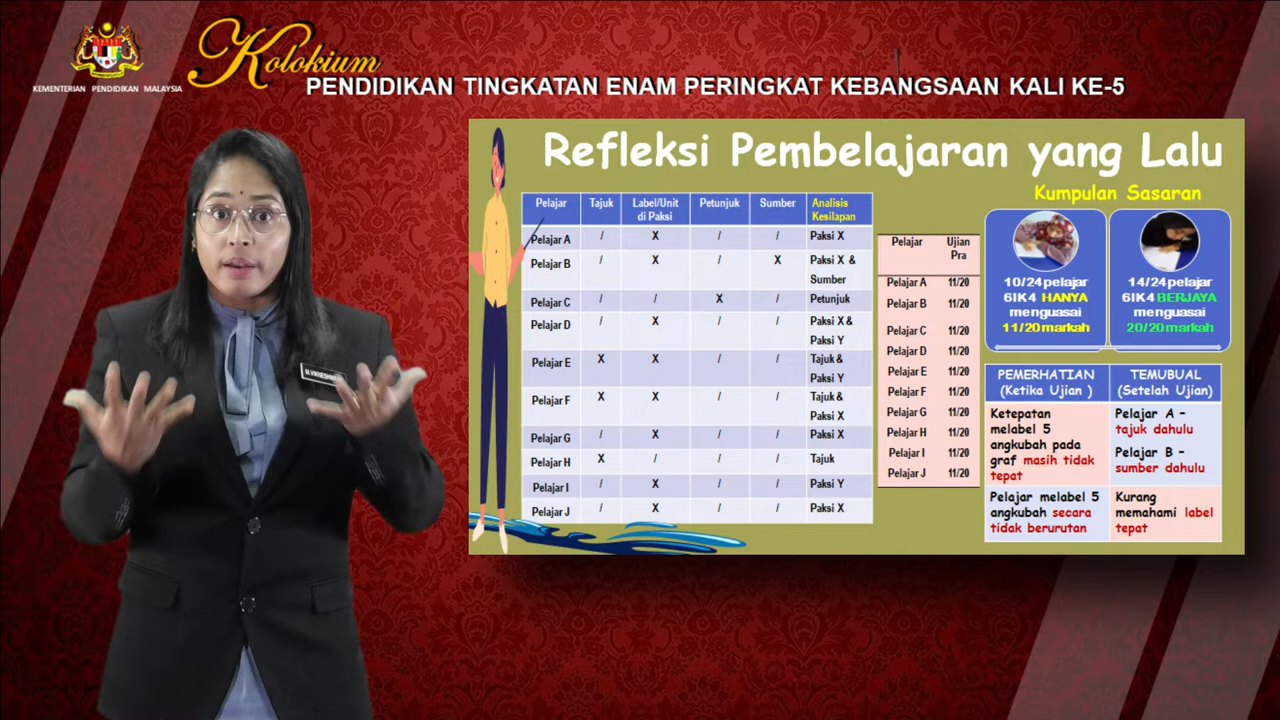 KEMENTERIAN PENDIDIKAN MALAYSIA
Kolokium
PENDIDIKAN TINGKATAN ENAM PERINGKAT KEBANGSAAN KALI KE-5
Refleksi Pembelajaran yang Lalu
Pelajar Tajuk Label/Unit di Paksi Petunjuk Sumber Analisis Kesilapan
Pelajar A / X / / Paksi X
Pelajar B / X / X Paksi X & Sumber
Pelajar C / / X / Petunjuk
Pelajar D / X / / Paksi X & Paksi Y
Pelajar E X X / / Tajuk & Paksi Y
Pelajar F X X / / Tajuk & Paksi X
Pelajar G / X / / Paksi X
Pelajar H X / / / Tajuk
Pelajar I / X / / Paksi Y
Pelajar J / X / / Paksi X
Pelajar Ujian Pra
Pelajar A 11/20
Pelajar B 11/20
Pelajar C 11/20
Pelajar D 11/20
Pelajar E 11/20
Pelajar F 11/20
Pelajar G 11/20
Pelajar H 11/20
Pelajar I 11/20
Pelajar J 11/20
Kumpulan Sasaran
10/24 pelajar
6IK4 HANYA
menguasai
11/20 markah
14/24 pelajar
6IK4 BERJAYA
menguasai
20/20 markah
PEMERHATIAN
(Ketika Ujian )
TEMUBUAL
(Setelah Ujian)
Ketepatan
melabel 5
angkubah pada
graf masih tidak
tepat
Pelajar A –
tajuk dahulu
Pelajar B –
sumber dahulu
Pelajar melabel 5
angkubah secara
tidak berurutan
Kurang
memahami label
tepat